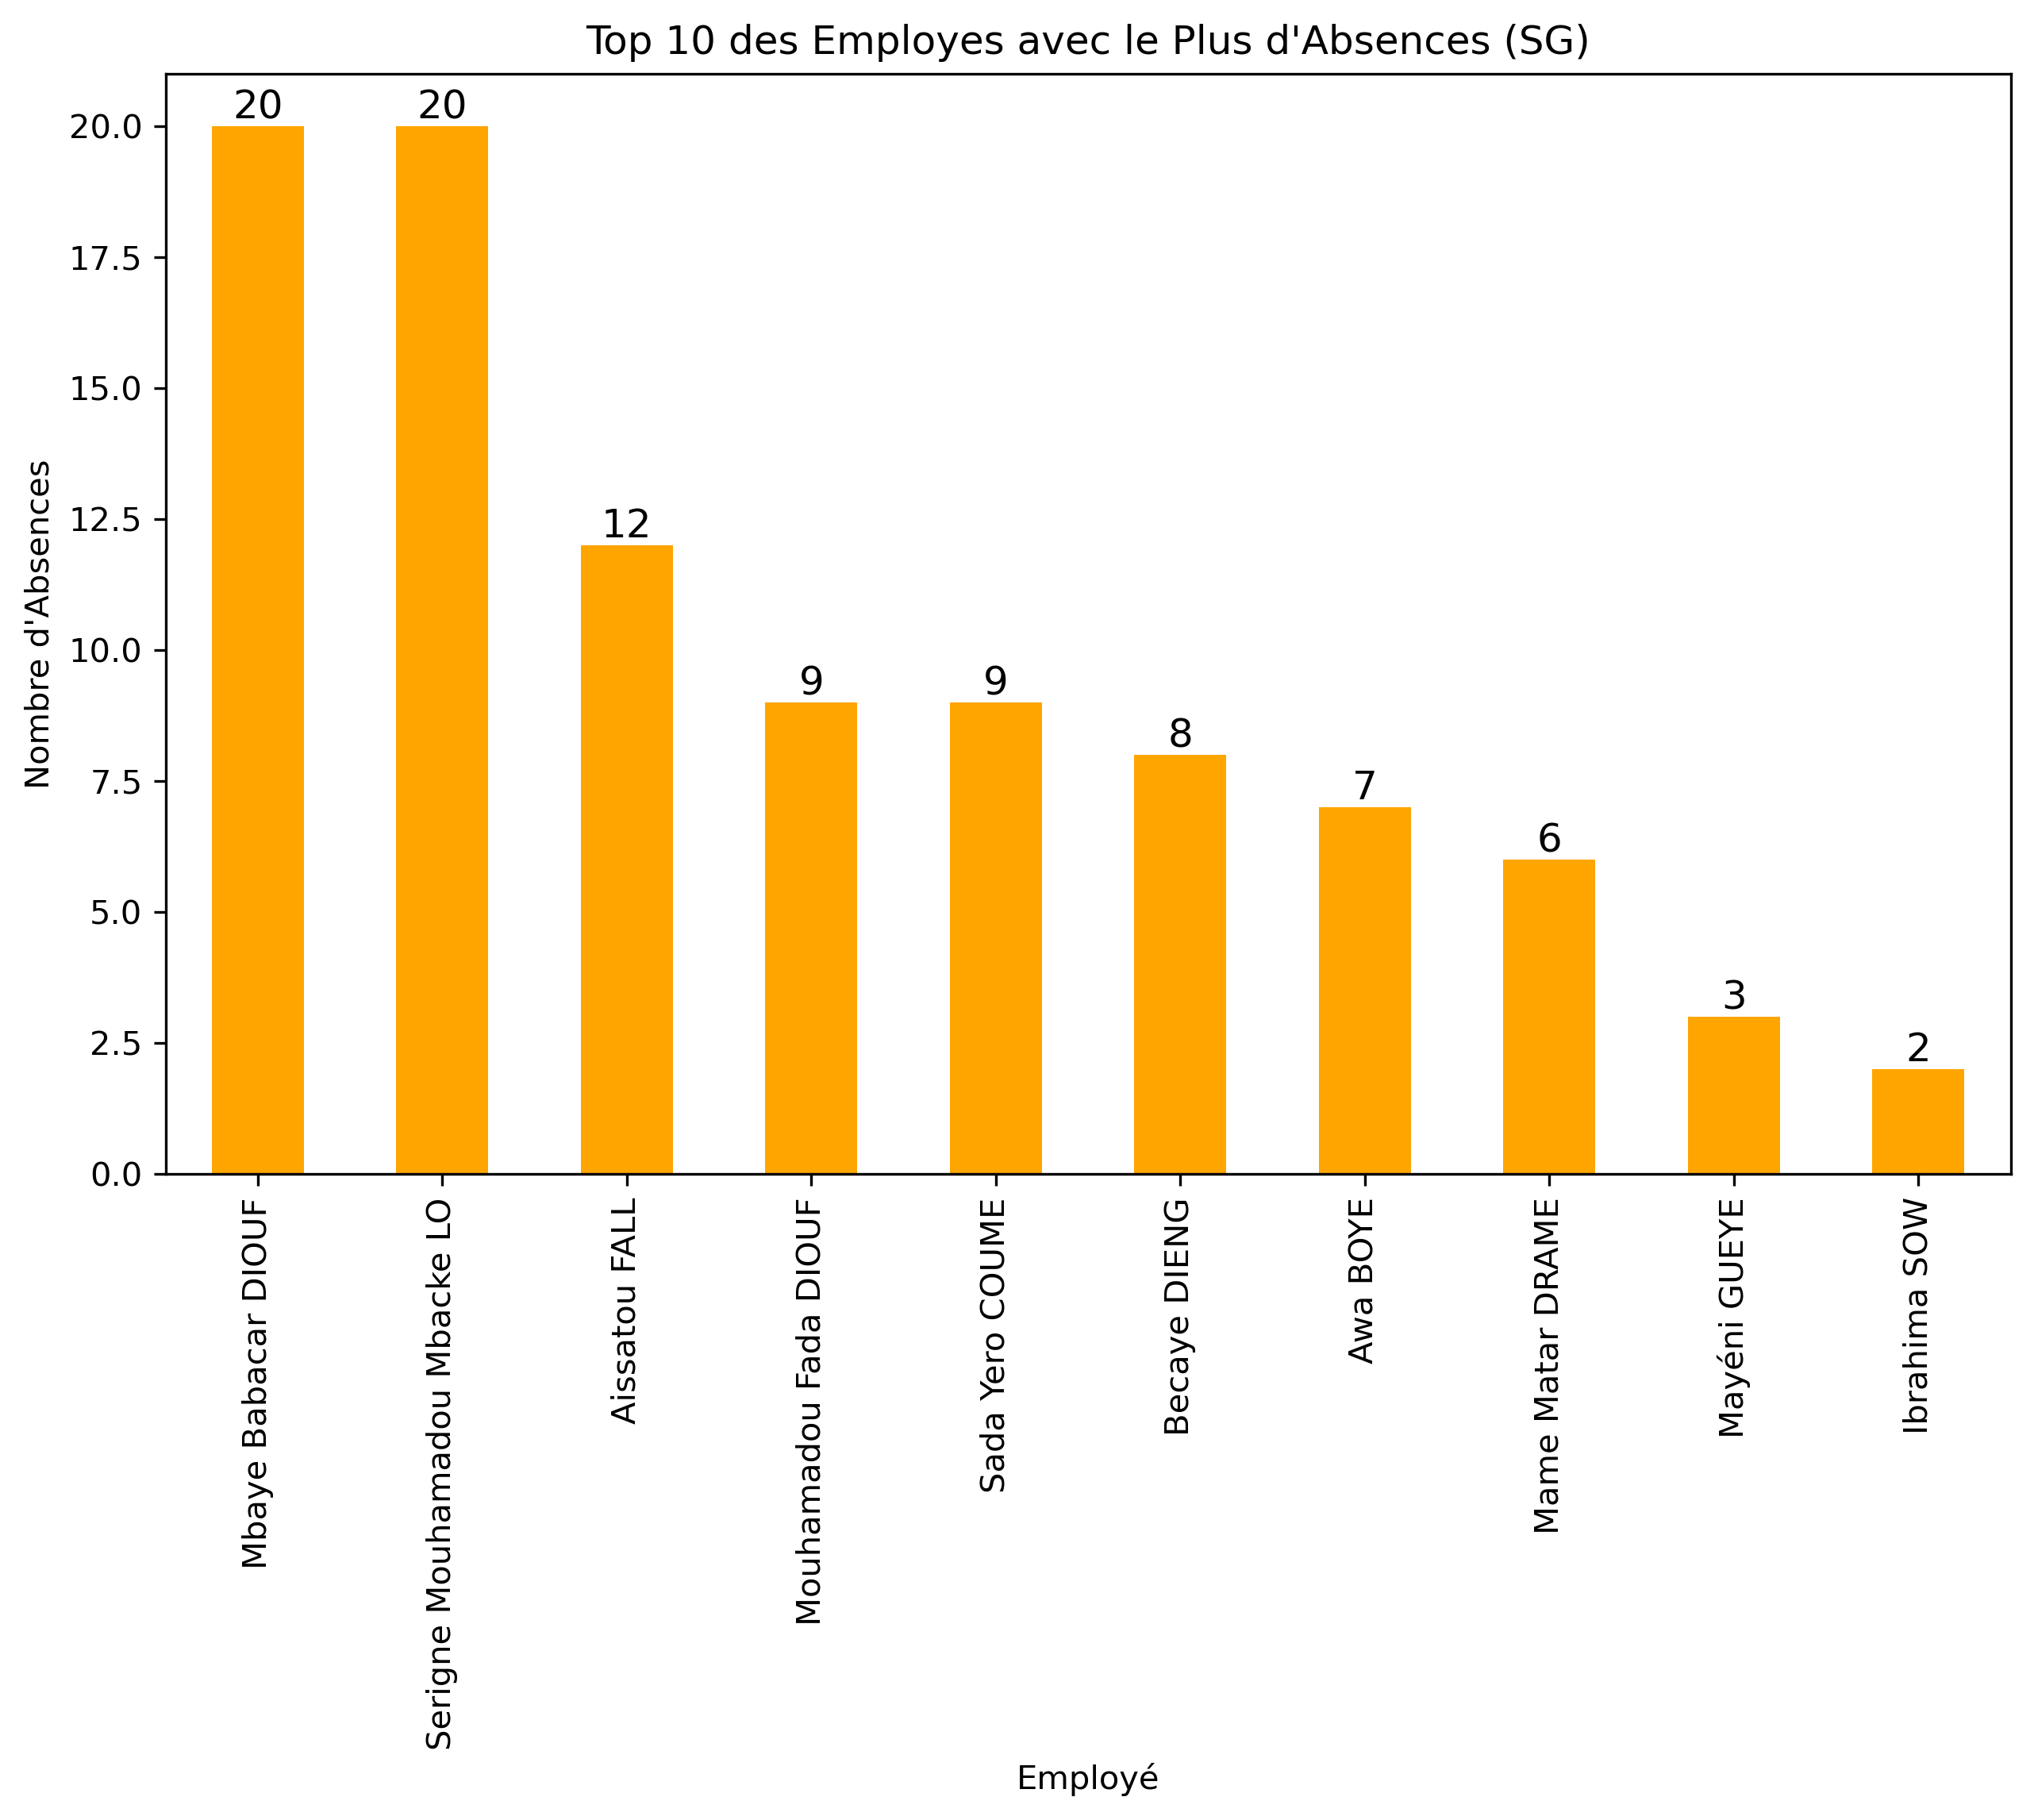 Top 10 des Employes avec le Plus d'Absences (SG)
Nombre d'Absences
20.0
17.5
15.0
12.5
10.0
7.5
5.0
2.5
0.0
20
20
12
9
9
8
7
6
3
2
Mbaye Babacar DIOUF
Serigne Mouhamadou Mbacke LO
Aissatou FALL
Mouhamadou Fada DIOUF
Sada Yero COUME
Becaye DIENG
Awa BOYE
Mame Matar DRAME
Mayéni GUEYE
Ibrahima SOW
Employé